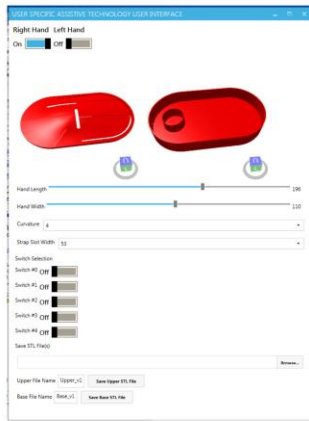 USER SPECIFIC ASSISTIVE TECHNOLOGY USER INTERFACE
Right Hand Left Hand
On Off
Hand Length 190
Hand Width 110
Curvature 4
Strap Slot Width 53
Switch Selection
Switch #0 Off
Switch #1 Off
Switch #2 Off
Switch #3 Off
Switch #4 Off
Save STL File(s)
Browse...
Upper File Name Upper_v1 Save Upper STL File
Base File Name Base_v1 Save Base STL File